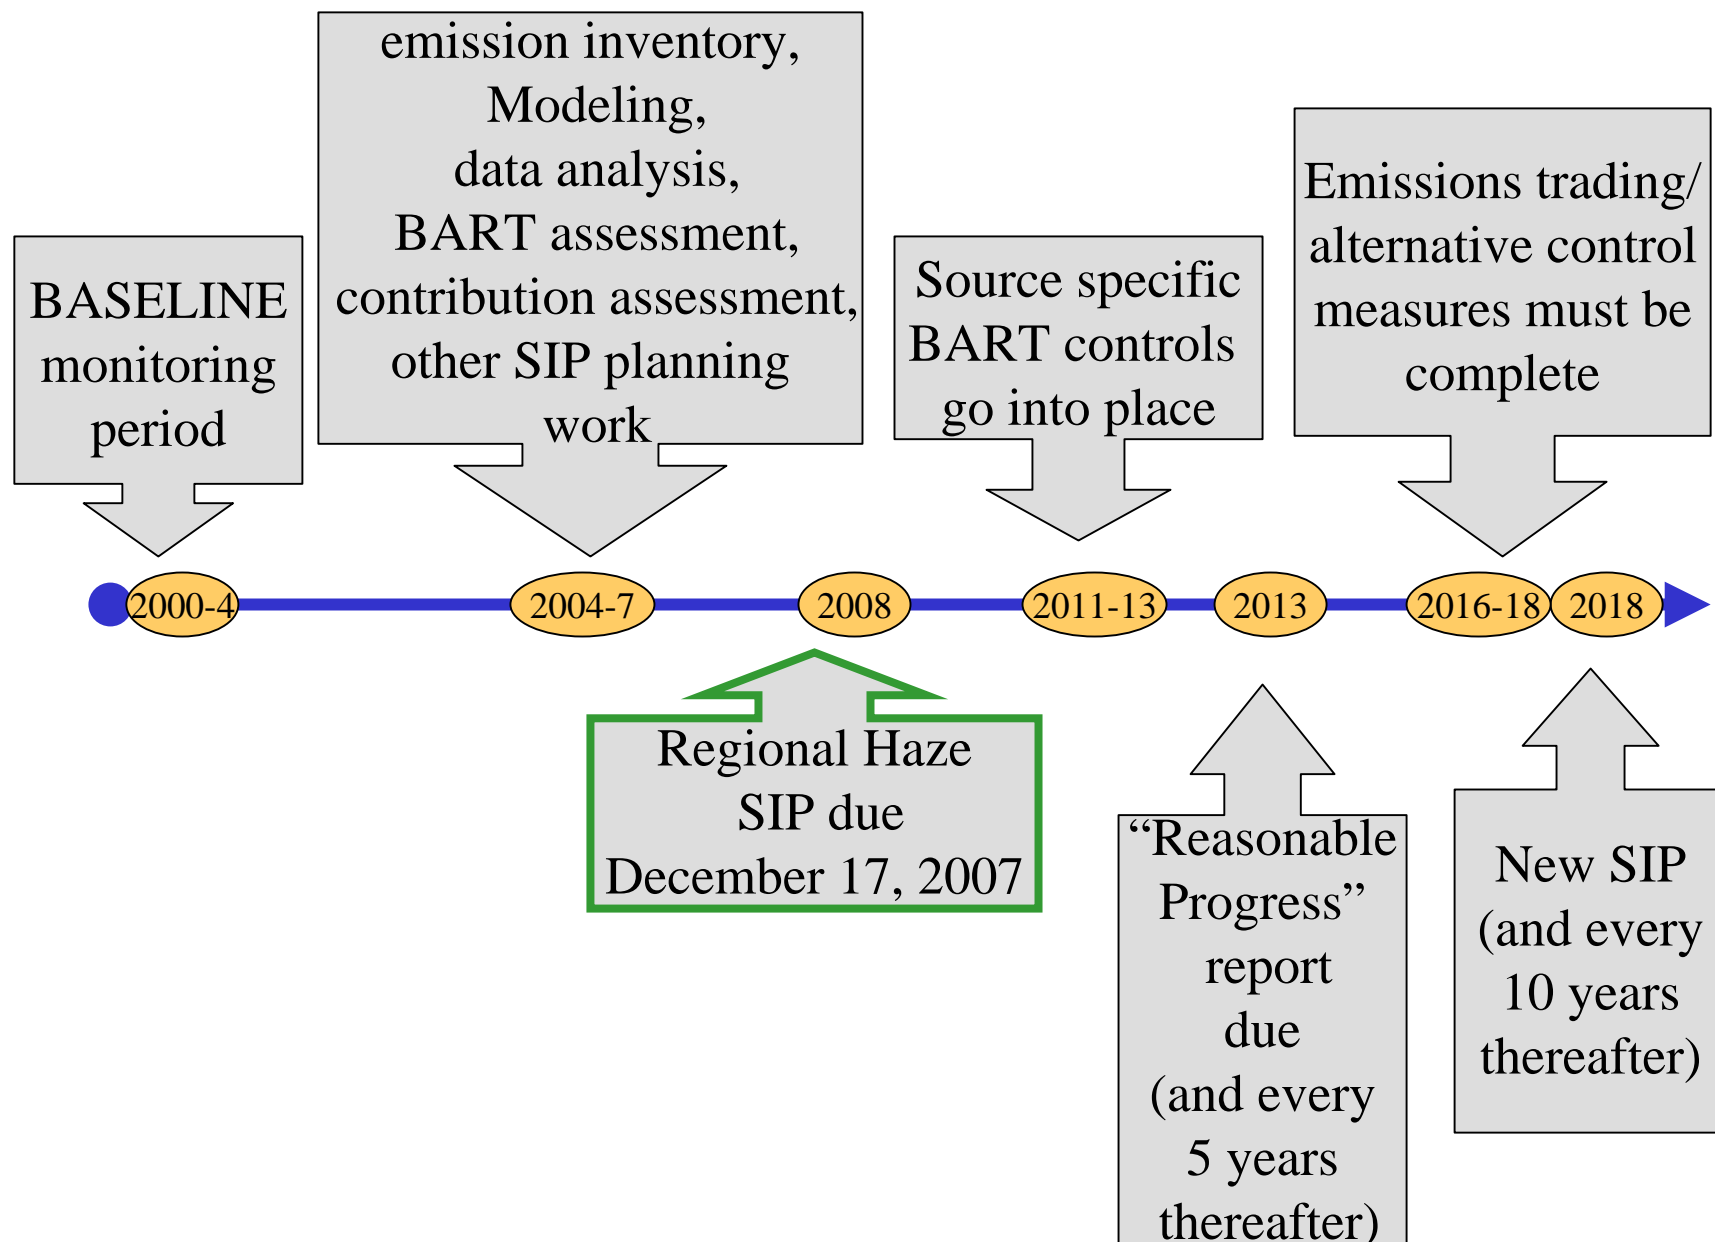 emission inventory,
Modeling,
data analysis,
BART assessment,
contribution assessment,
other SIP planning
work
BASELINE
monitoring
period
Source specific
BART controls
go into place
Emissions trading/
alternative control
measures must be
complete
2000-4
2004-7
2008
2011-13
2013
2016-18
2018
Regional Haze
SIP due
December 17, 2007
“Reasonable
Progress”
report
due
(and every
5 years
thereafter)
New SIP
(and every
10 years
thereafter)